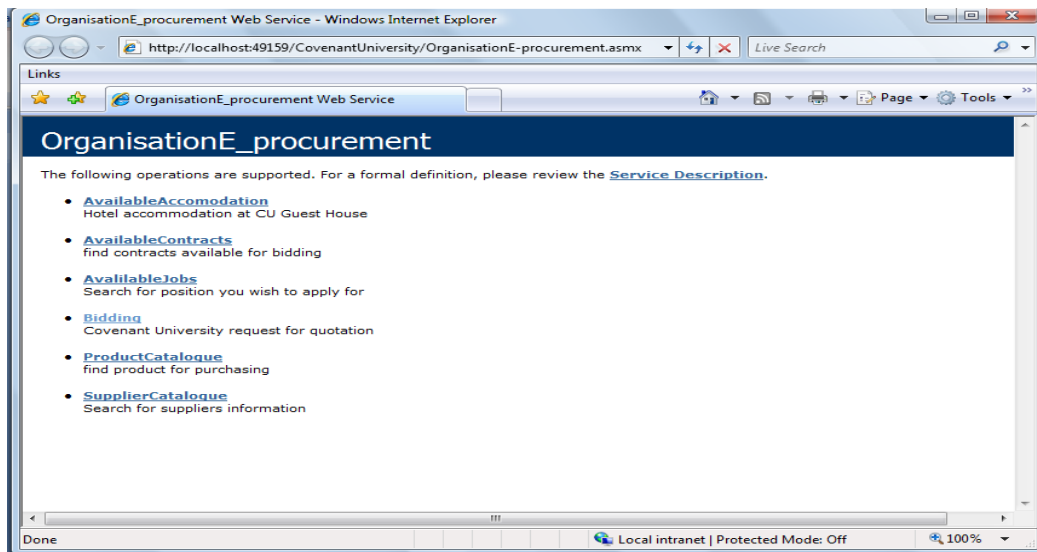 OrganisationE_procurement Web Service - Windows Internet Explorer
http://localhost:49159/CovenantUniversity/OrganisationE-procurement.asmx
Live Search
Links
OrganisationE_procurement Web Service
Page
Tools
OrganisationE_procurement
The following operations are supported. For a formal definition, please review the Service Description.
AvailableAccomodation
Hotel accommodation at CU Guest House
AvailableContracts
find contracts available for bidding
AvalilableJobs
Search for position you wish to apply for
Bidding
Covenant University request for quotation
ProductCatalogue
find product for purchasing
SupplierCatalogue
Search for suppliers information
Done
Local intranet | Protected Mode: Off
100%